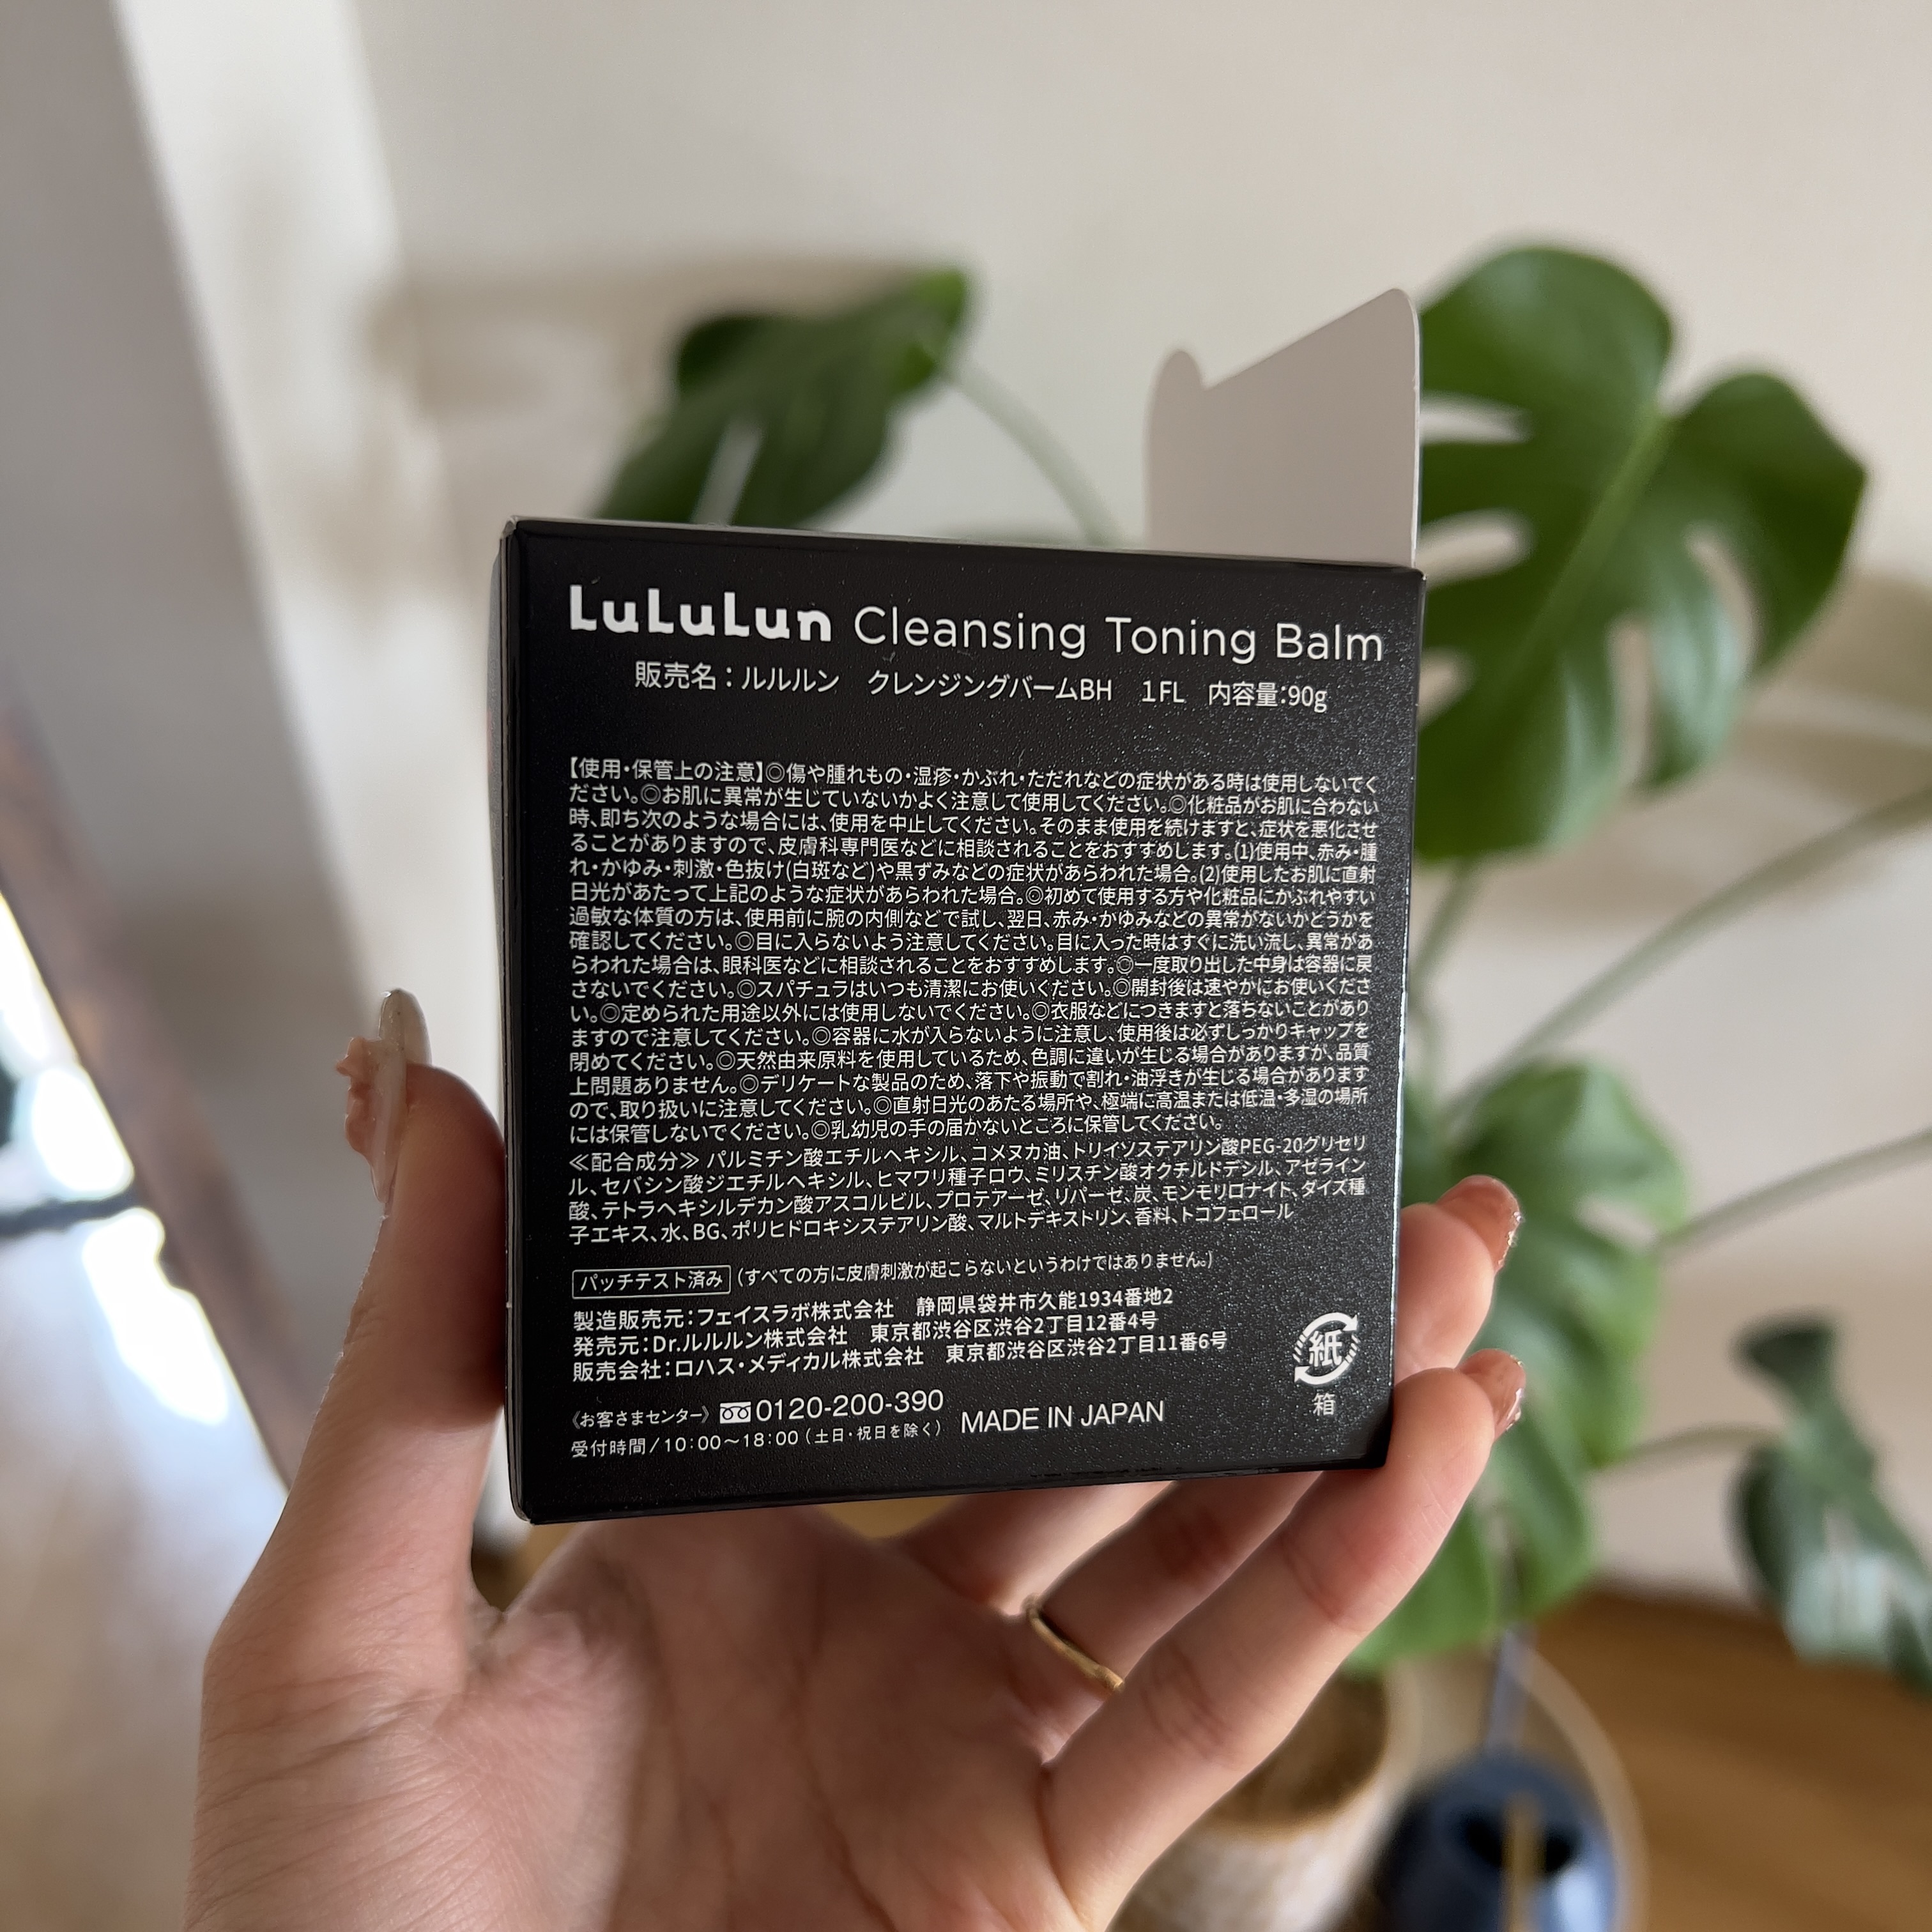 LuLuLun Cleansing Toning Balm
販売名：ルルルン　クレンジングバームBH　1FL　内容量：90g
【使用・保管上の注意】◎傷や腫れもの・湿疹・かぶれ・ただれなどの症状がある時は使用しないでく
ださい。◎お肌に異常が生じていないかよく注意して使用してください。◎化粧品がお肌に合わない
時、即ち次のような場合には、使用を中止してください。そのまま使用を続けますと、症状を悪化させ
ることがありますので、皮膚科専門医などに相談されることをおすすめします。(1)使用中、赤み・腫
れ・かゆみ・刺激・色抜け(白斑など)や黒ずみなどの症状があらわれた場合。(2)使用したお肌に直射
日光があたって上記のような症状があらわれた場合。◎初めて使用する方や化粧品にかぶれやすい
過敏な体質の方は、使用前に腕の内側などで試し、翌日、赤み・かゆみなどの異常がないかどうかを
確認してください。◎目に入らないよう注意してください。目に入った時はすぐに洗い流し、異常があ
らわれた場合は、眼科医などに相談されることをおすすめします。◎一度取り出した中身は容器に戻
さないでください。◎スパチュラはいつも清潔にお使いください。◎開封後は速やかにお使いくださ
い。◎定められた用途以外には使用しないでください。◎衣服などにつきますと落ちないことがあり
ますので注意してください。◎容器に水が入らないように注意し、使用後は必ずしっかりキャップを
閉めてください。◎天然由来原料を使用しているため、色調に違いが生じる場合がありますが、品質
上問題ありません。◎デリケートな製品のため、落下や振動で割れ・油浮きが生じる場合があります
ので、取り扱いに注意してください。◎直射日光のあたる場所や、極端に高温または低温・多湿の場所
には保管しないでください。◎乳幼児の手の届かないところに保管してください。
≪配合成分≫ パルミチン酸エチルヘキシル、コメヌカ油、トリイソステアリン酸PEG-20グリセリ
ル、セバシン酸ジエチルヘキシル、ヒマワリ種子ロウ、ミリスチン酸オクチルドデシル、アゼライン
酸、テトラヘキシルデカン酸アスコルビル、プロテアーゼ、リパーゼ、炭、モンモリロナイト、ダイズ種
子エキス、水、BG、ポリヒドロキシステアリン酸、マルトデキストリン、香料、トコフェロール
パッチテスト済み (すべての方に皮膚刺激が起こらないというわけではありません。)
製造販売元：フェイスラボ株式会社　静岡県袋井市久能1934番地2
発売元：Dr.ルルルン株式会社　東京都渋谷区渋谷2丁目12番4号
販売会社：ロハス・メディカル株式会社　東京都渋谷区渋谷2丁目11番6号
紙
箱
《お客さまセンター》 0120-200-390
受付時間/10:00〜18:00（土日・祝日を除く）
MADE IN JAPAN